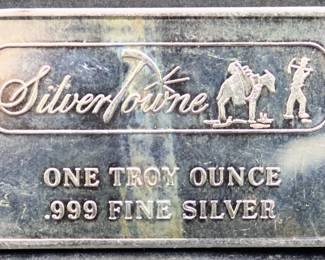 SilverTowne
ONE TROY OUNCE
.999 FINE SILVER